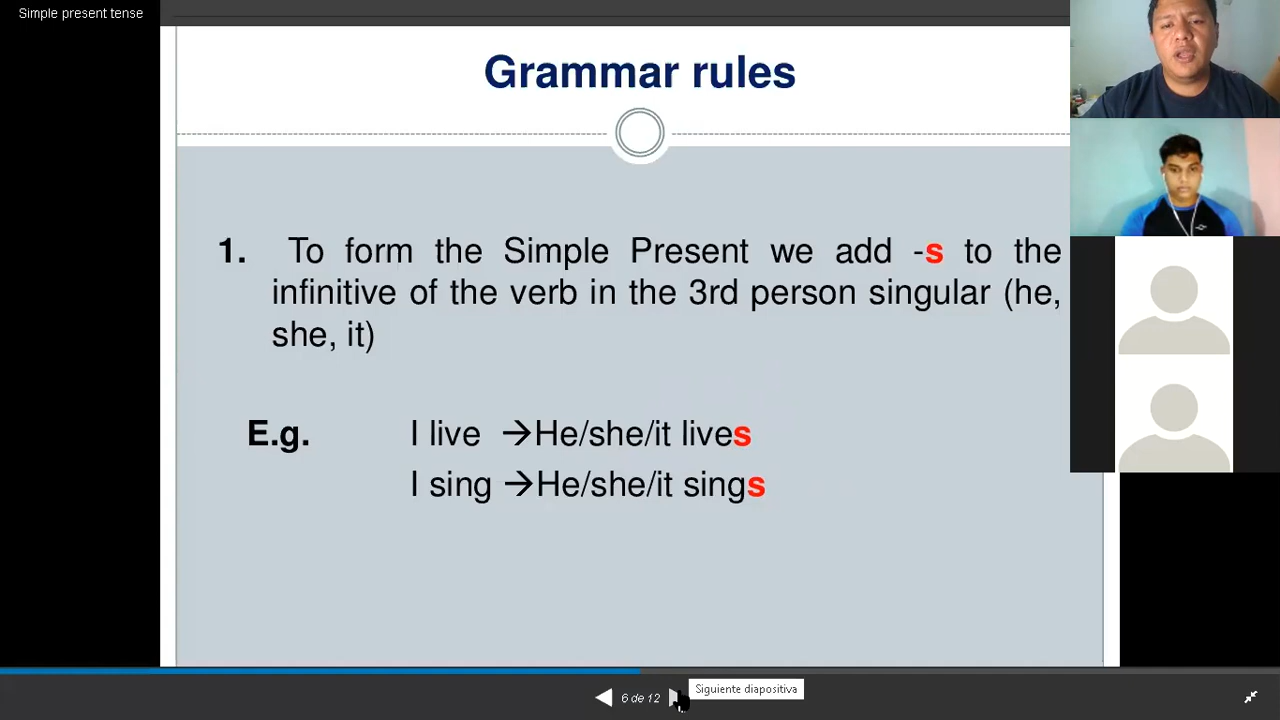 Simple present tense
Grammar rules
1. To form the Simple Present we add -s to the
infinitive of the verb in the 3rd person singular (he,
she, it)
E.g. I live →He/she/it lives
I sing →He/she/it sings
6 de 12
Siguiente diapositiva